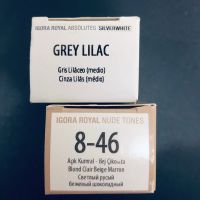 IGORA ROYAL ABSOLUTES SILVERWHITE
GREY LILAC
Gris Liláceo (medio)
Cinza Lilás (médio)
IGORA ROYAL NUDE TONES
8-46
Açık Kumral - Bej Çikolata
Blond Clair Beige Marron
Светлый русый
бежевый шоколадный